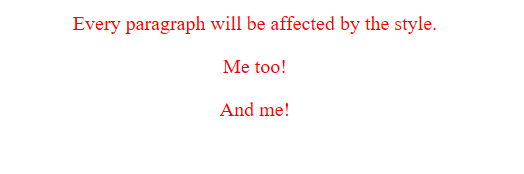 Every paragraph will be affected by the style.
Me too!
And me!